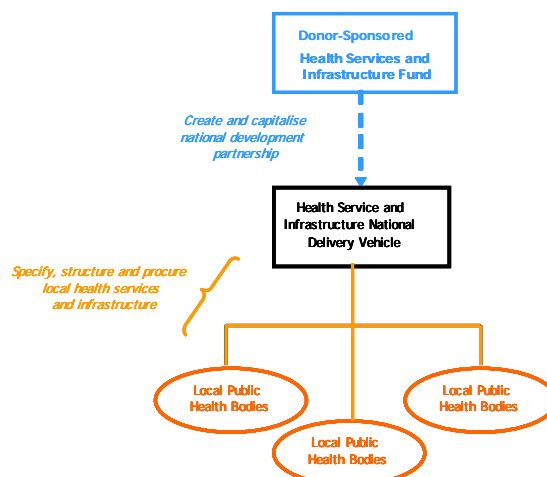 Donor-Sponsored
Health Services and
Infrastructure Fund
Create and capitalise
national development
partnership
Health Service and
Infrastructure National
Delivery Vehicle
Specify, structure and procure
local health services
and infrastructure
Local Public
Health Bodies
Local Public
Health Bodies
Local Public
Health Bodies